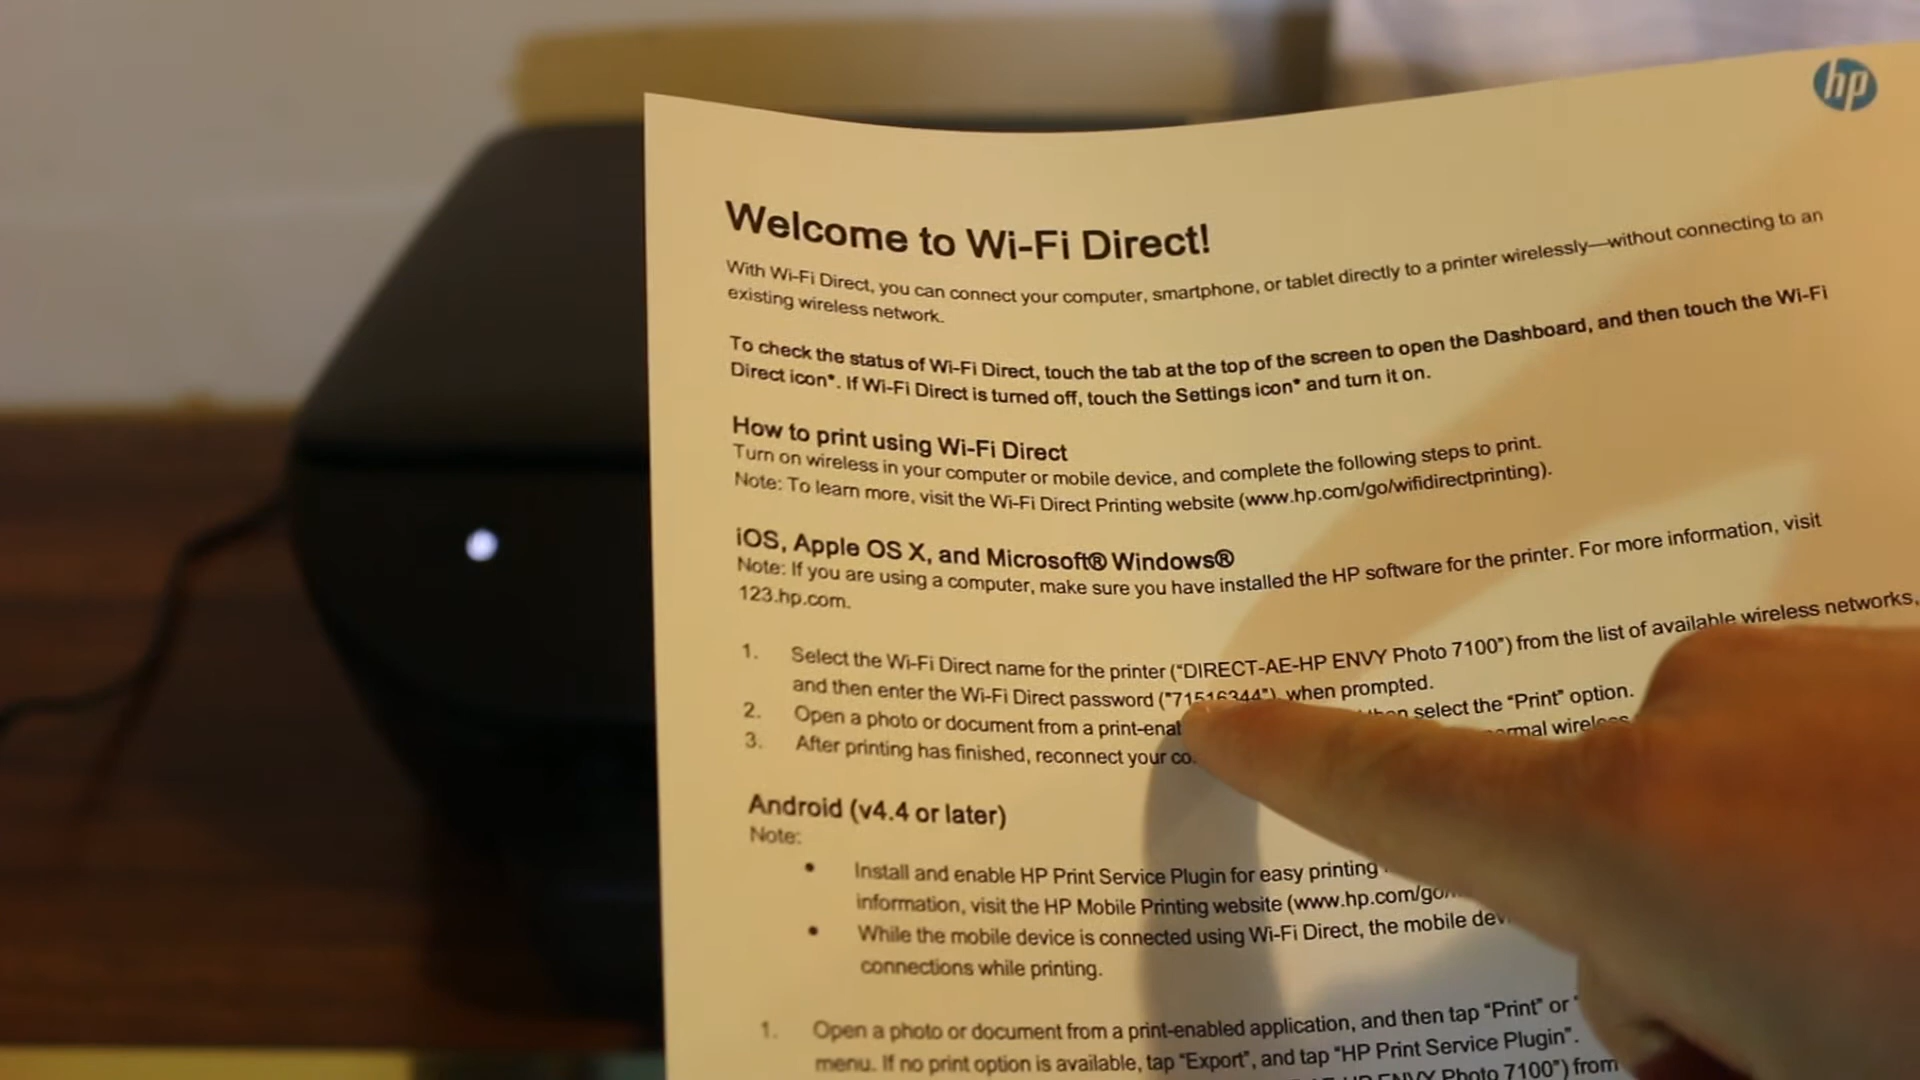 hp
Welcome to Wi-Fi Direct!
With Wi-Fi Direct, you can connect your computer, smartphone, or tablet directly to a printer wirelessly—without connecting to an
existing wireless network.
To check the status of Wi-Fi Direct, touch the tab at the top of the screen to open the Dashboard, and then touch the Wi-Fi
Direct icon*. If Wi-Fi Direct is turned off, touch the Settings icon* and turn it on.
How to print using Wi-Fi Direct
Turn on wireless in your computer or mobile device, and complete the following steps to print.
Note: To learn more, visit the Wi-Fi Direct Printing website (www.hp.com/go/wifidirectprinting).
iOS, Apple OS X, and Microsoft® Windows®
Note: If you are using a computer, make sure you have installed the HP software for the printer. For more information, visit
123.hp.com.
1. Select the Wi-Fi Direct name for the printer ("DIRECT-AE-HP ENVY Photo 7100") from the list of available wireless networks,
and then enter the Wi-Fi Direct password ("71516344"), when prompted.
2. Open a photo or document from a select the "Print" option.
3. After printing has finished, reconnect your
Android (v4.4 or later)
Note:
• Install and enable HP Print Service Plugin for easy printing
information, visit the HP Mobile Printing website (www.hp.com/go/
• While the mobile device is connected using Wi-Fi Direct, the mobile
connections while printing.
1. Open a photo or document from a print-enabled application, and then tap "Print" or
menu. If no print option is available, tap "Export", and tap "HP Print Service Plugin".
ENVY Photo 7100") from